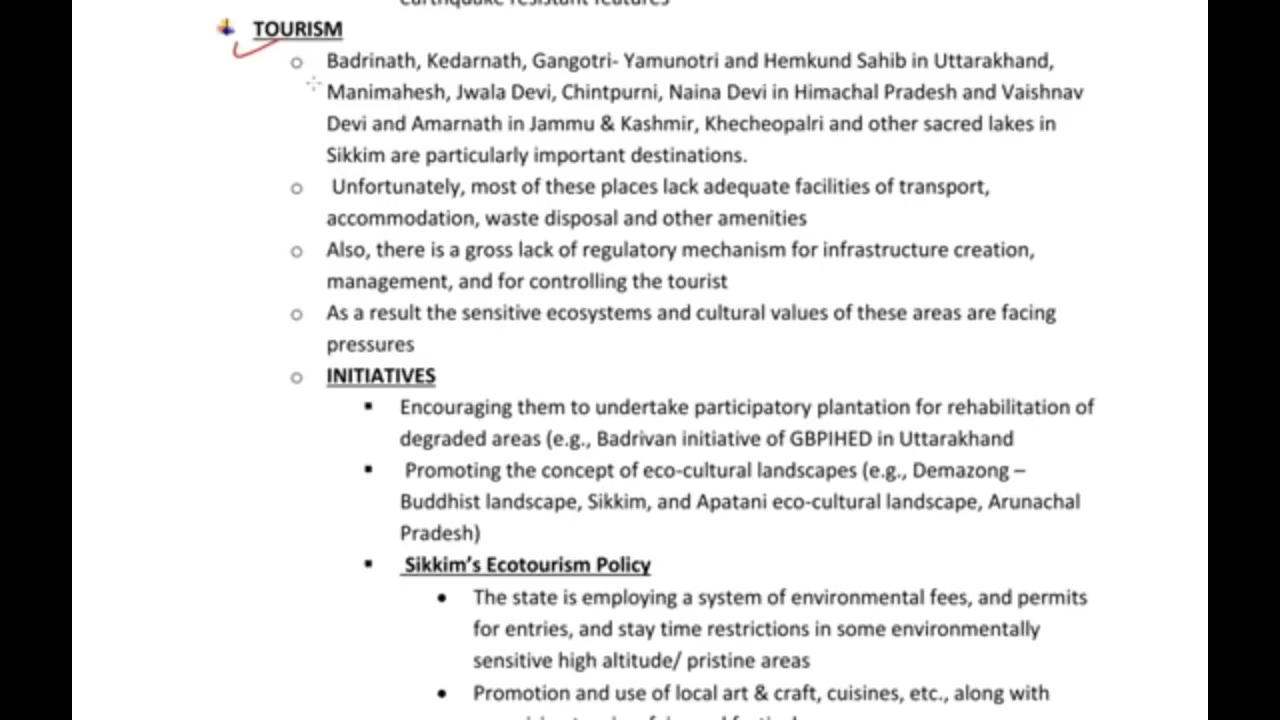 earthquake resistant features
TOURISM
o Badrinath, Kedarnath, Gangotri- Yamunotri and Hemkund Sahib in Uttarakhand,
Manimahesh, Jwala Devi, Chintpurni, Naina Devi in Himachal Pradesh and Vaishnav
Devi and Amarnath in Jammu & Kashmir, Khecheopalri and other sacred lakes in
Sikkim are particularly important destinations.
o Unfortunately, most of these places lack adequate facilities of transport,
accommodation, waste disposal and other amenities
o Also, there is a gross lack of regulatory mechanism for infrastructure creation,
management, and for controlling the tourist
o As a result the sensitive ecosystems and cultural values of these areas are facing
pressures
o INITIATIVES
▪ Encouraging them to undertake participatory plantation for rehabilitation of
degraded areas (e.g., Badrivan initiative of GBPIHED in Uttarakhand
▪ Promoting the concept of eco-cultural landscapes (e.g., Demazong –
Buddhist landscape, Sikkim, and Apatani eco-cultural landscape, Arunachal
Pradesh)
▪ Sikkim's Ecotourism Policy
• The state is employing a system of environmental fees, and permits
for entries, and stay time restrictions in some environmentally
sensitive high altitude/ pristine areas
• Promotion and use of local art & craft, cuisines, etc., along with